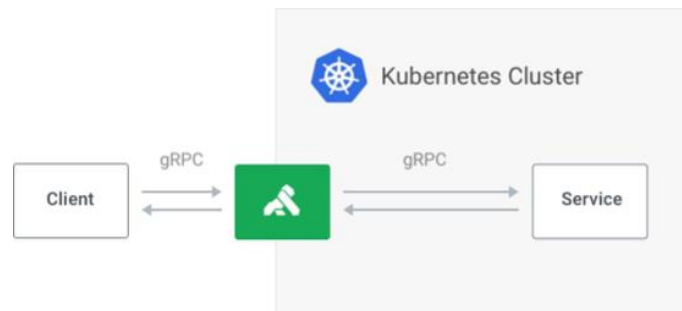 Kubernetes Cluster
gRPC
gRPC
Client
Service